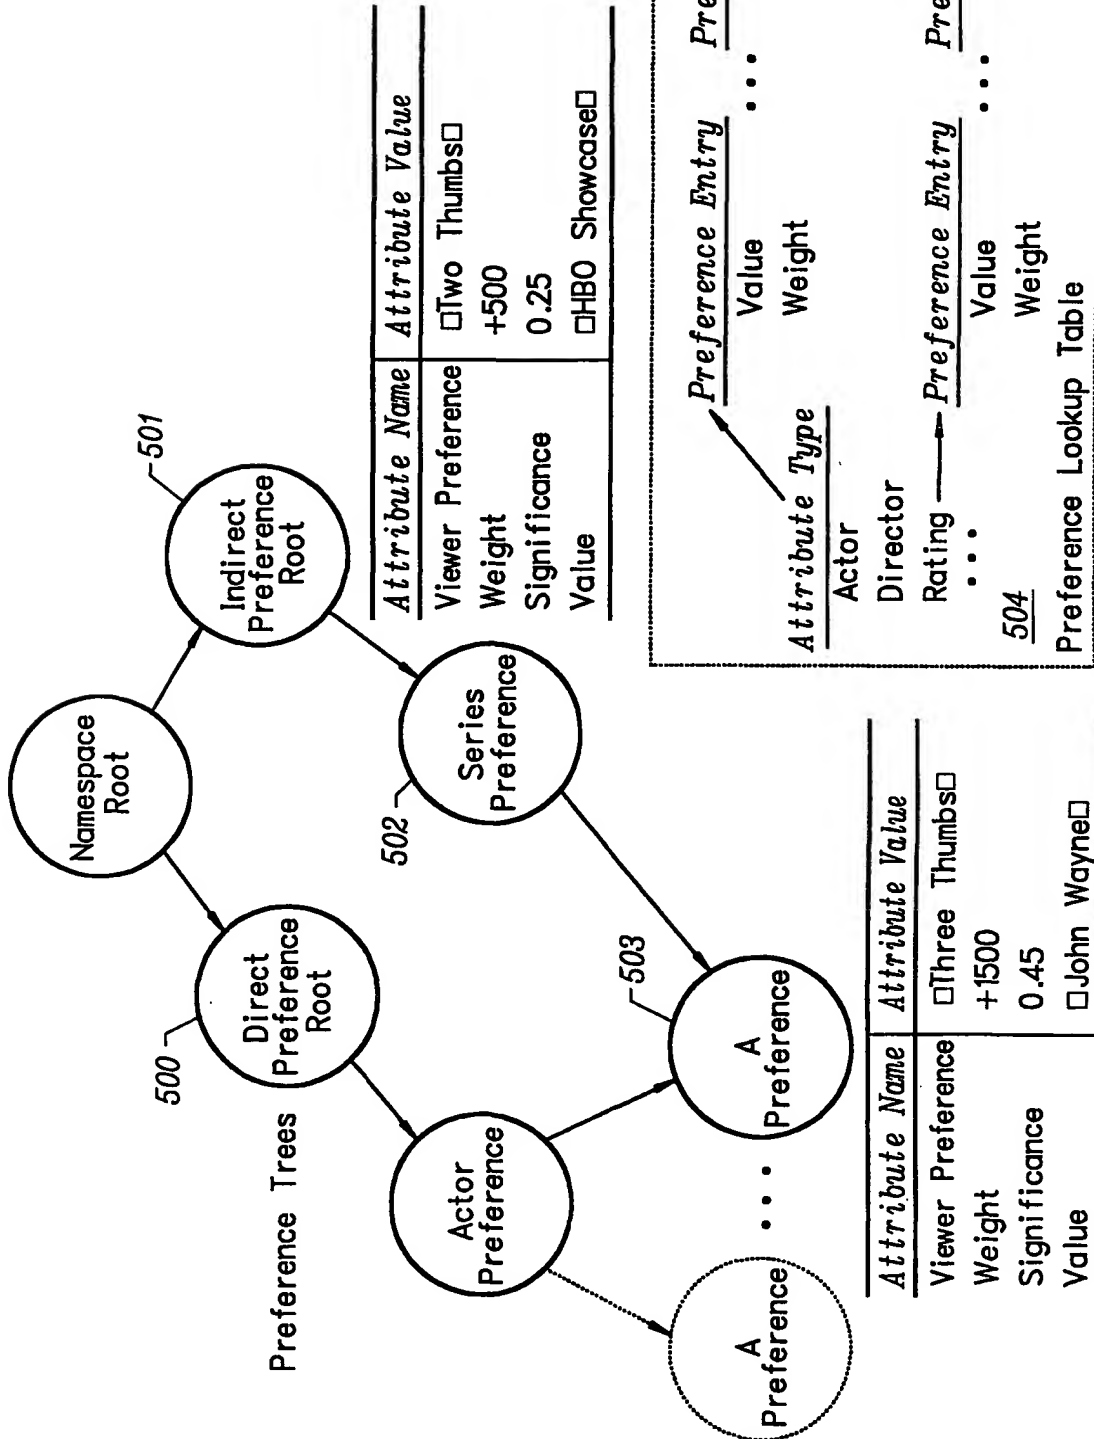 Preference Trees
Namespace
Root
500
Direct
Preference
Root
501
Indirect
Preference
Root
Actor
Preference
502
Series
Preference
A
Preference
• • •
503
A
Preference
Attribute Name Attribute Value
Viewer Preference □Two Thumbs□
Weight +500
Significance 0.25
Value □HBO Showcase□
Attribute Name Attribute Value
Viewer Preference □Three Thumbs□
Weight +1500
Significance 0.45
Value □John Wayne□
Attribute Type
Actor
Director
Rating
• • •
Preference Entry
Value
Weight
• • •
Preference Entry
Value
Weight
• • •
504
Preference Lookup Table